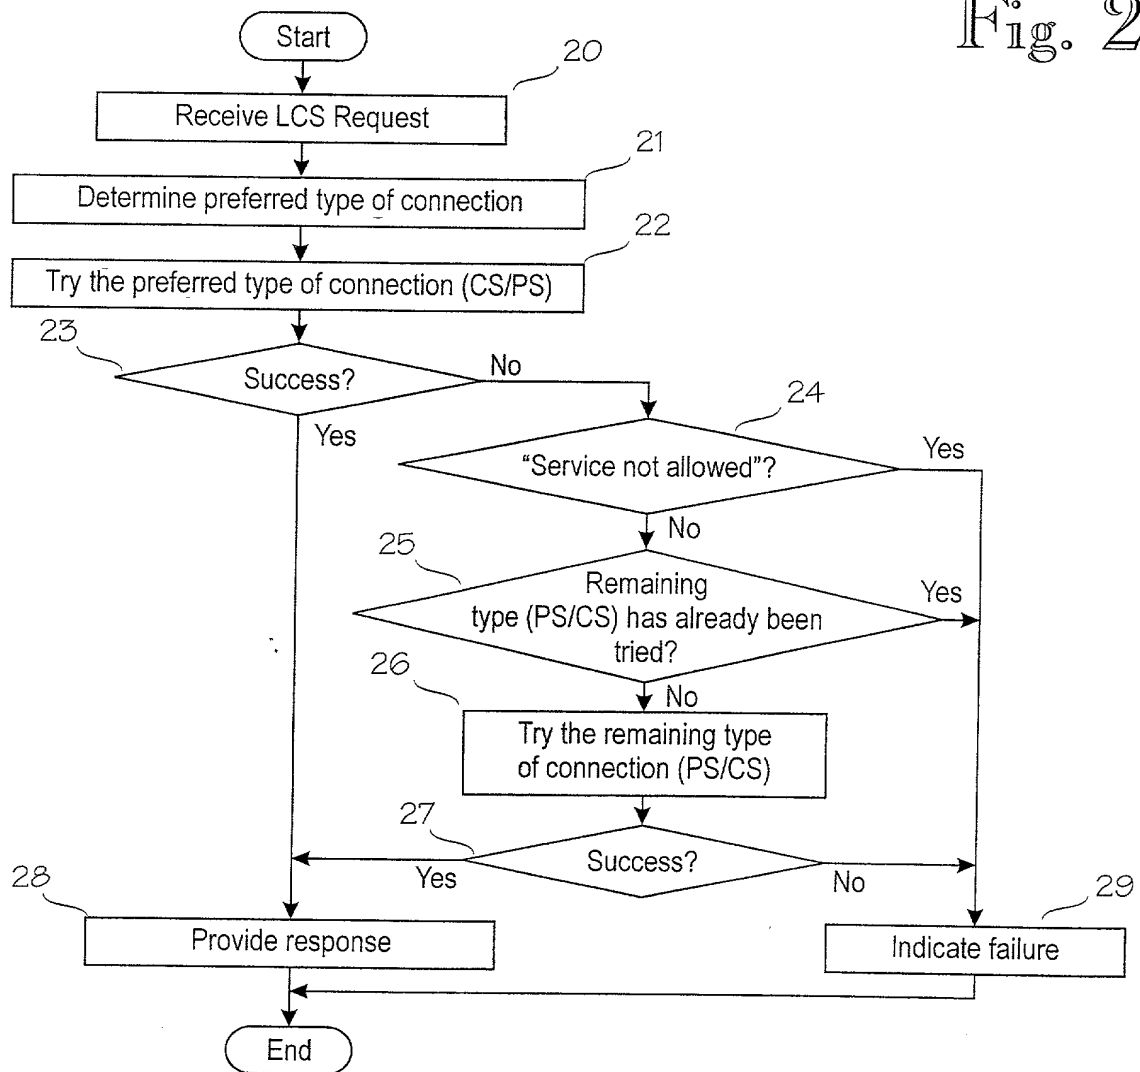 Fig. 2
Start
20
Receive LCS Request
21
Determine preferred type of connection
22
Try the preferred type of connection (CS/PS)
23
Success?
No
Yes
24
"Service not allowed"?
Yes
No
25
Remaining
type (PS/CS) has already been
tried?
Yes
No
26
Try the remaining type
of connection (PS/CS)
27
Success?
Yes
No
28
Provide response
29
Indicate failure
End